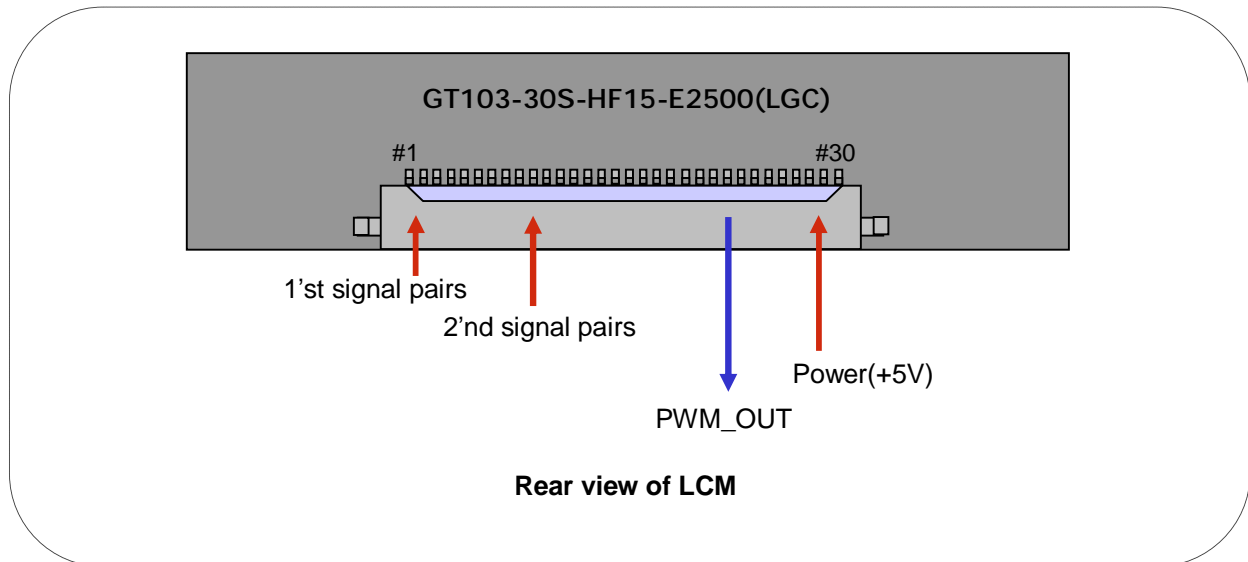 GT103-30S-HF15-E2500(LGC)
#1 #30
1’st signal pairs
2’nd signal pairs
Power(+5V)
PWM_OUT
Rear view of LCM